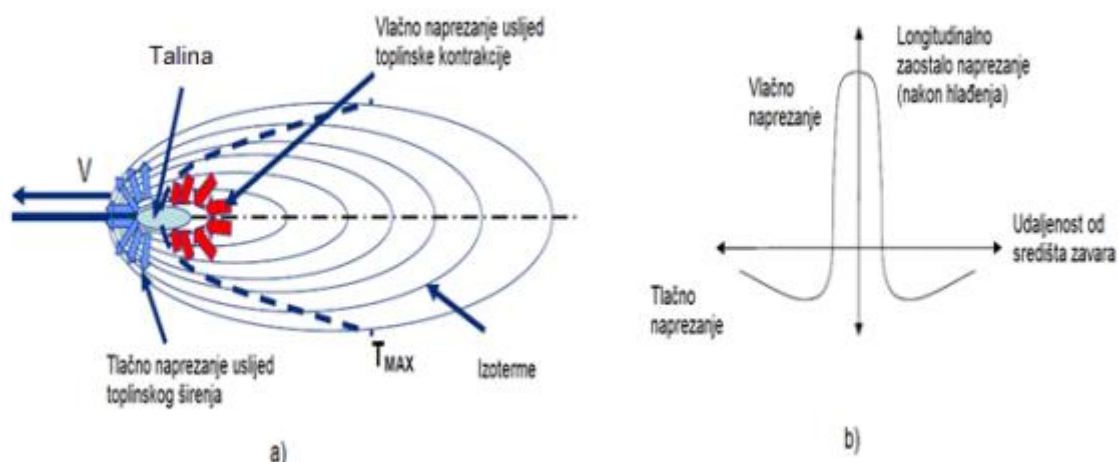 Vlačno naprezanje uslijed
toplinske kontrakcije
Talina
V
Tlačno naprezanje uslijed
toplinskog širenja
TMAX
Izoterme
a)
Longitudinalno
zaostalo naprezanje
(nakon hlađenja)
Vlačno
naprezanje
Udaljenost od
središta zavara
Tlačno
naprezanje
b)